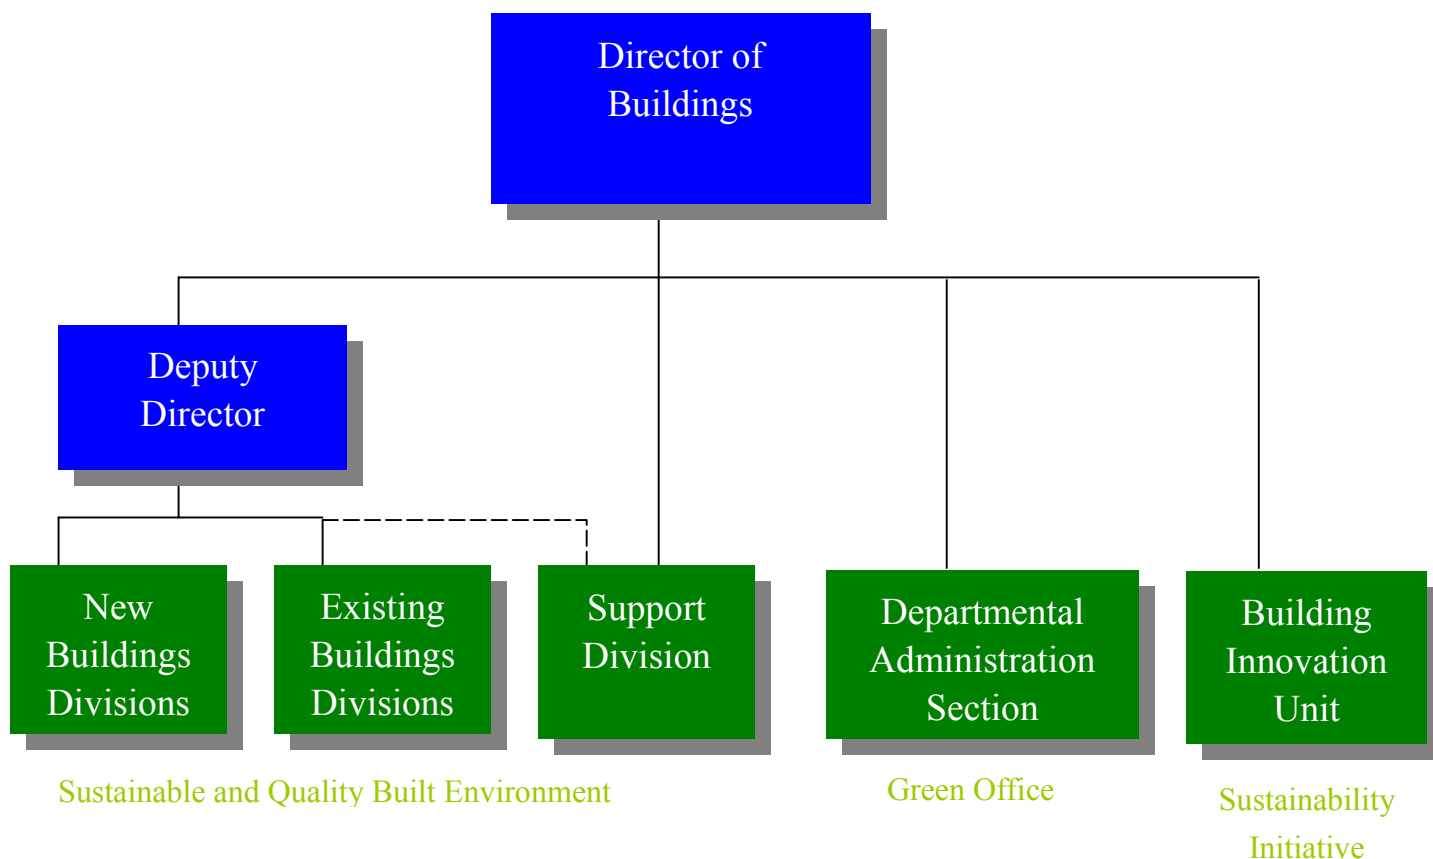 Director of
Buildings
Deputy
Director
New
Buildings
Divisions
Existing
Buildings
Divisions
Support
Division
Departmental
Administration
Section
Building
Innovation
Unit
Sustainable and Quality Built Environment
Green Office
Sustainability
Initiative